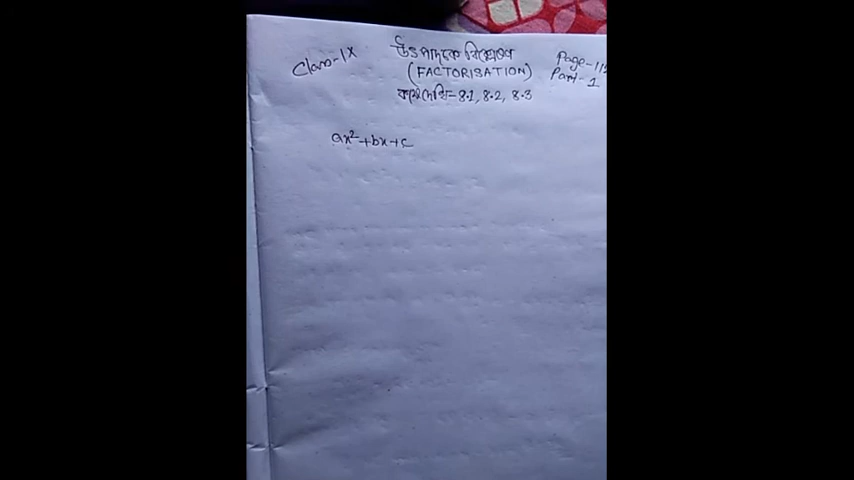 Class-IX
উৎপাদকে বিশ্লেষণ
(FACTORISATION)
Page-11
Part-1
কষে দেখি-8.1, 8.2, 8.3
ax²+bx+c